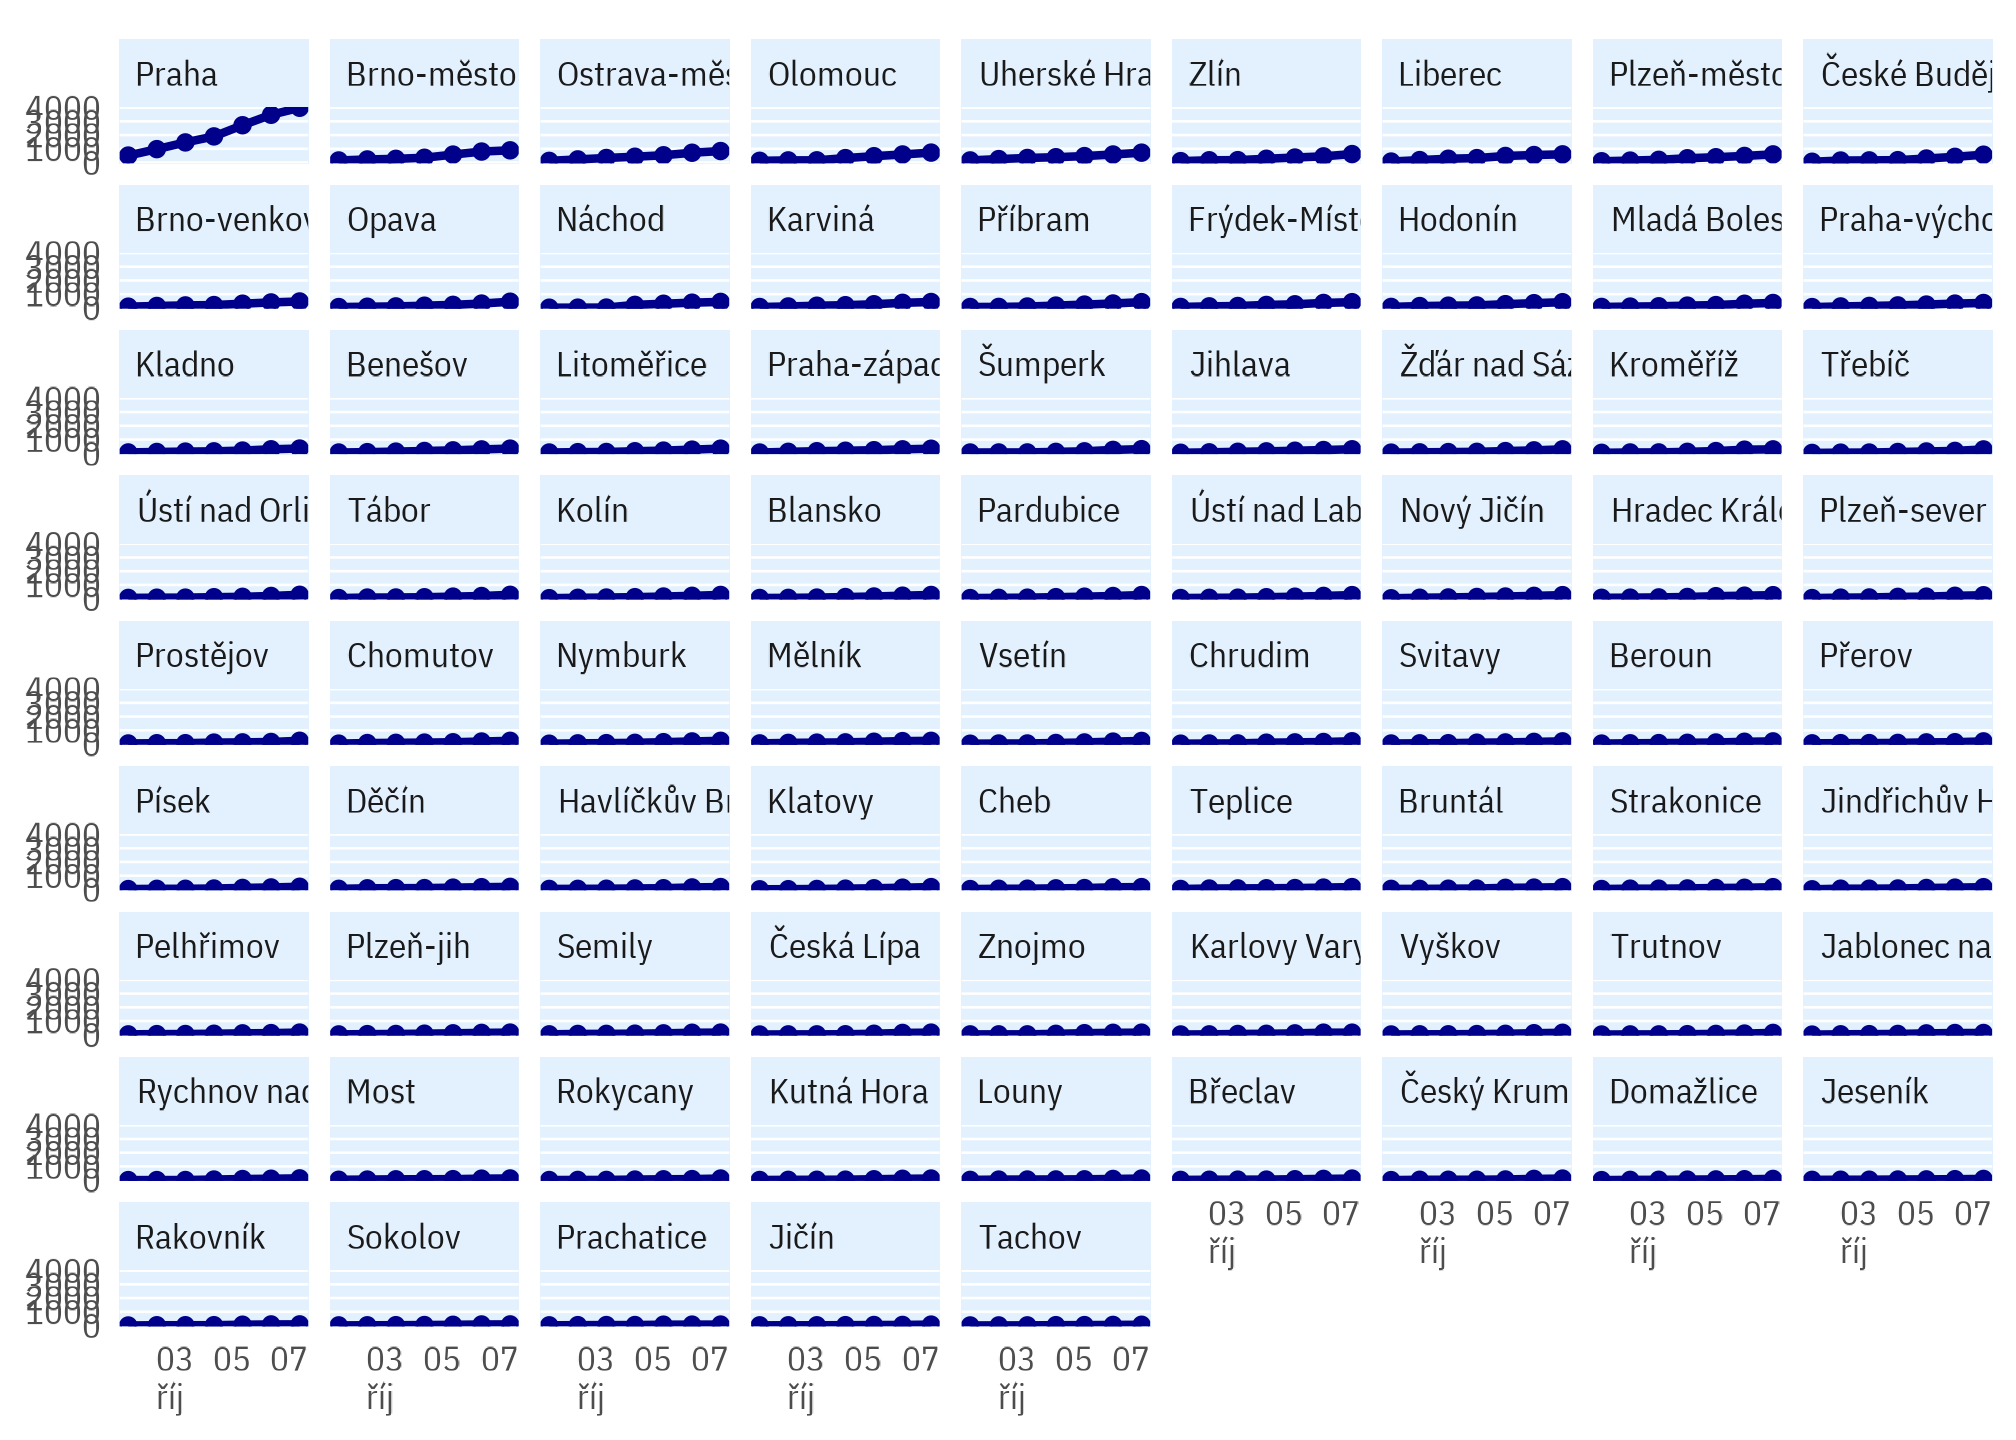 Praha
Brno-město
Ostrava-měs
Olomouc
Uherské Hra
Zlín
Liberec
Plzeň-město
České Buděj
4000
3000
2000
1000
0
Brno-venkov
Opava
Náchod
Karviná
Příbram
Frýdek-Míste
Hodonín
Mladá Boles
Praha-výcho
4000
3000
2000
1000
0
Kladno
Benešov
Litoměřice
Praha-západ
Šumperk
Jihlava
Žďár nad Sáz
Kroměříž
Třebíč
4000
3000
2000
1000
0
Ústí nad Orli
Tábor
Kolín
Blansko
Pardubice
Ústí nad Lab
Nový Jičín
Hradec Králo
Plzeň-sever
4000
3000
2000
1000
0
Prostějov
Chomutov
Nymburk
Mělník
Vsetín
Chrudim
Svitavy
Beroun
Přerov
4000
3000
2000
1000
0
Písek
Děčín
Havlíčkův Br
Klatovy
Cheb
Teplice
Bruntál
Strakonice
Jindřichův H
4000
3000
2000
1000
0
Pelhřimov
Plzeň-jih
Semily
Česká Lípa
Znojmo
Karlovy Vary
Vyškov
Trutnov
Jablonec na
4000
3000
2000
1000
0
Rychnov nad
Most
Rokycany
Kutná Hora
Louny
Břeclav
Český Krum
Domažlice
Jeseník
4000
3000
2000
1000
0
03 05 07
říj
03 05 07
říj
03 05 07
říj
03 05 07
říj
Rakovník
Sokolov
Prachatice
Jičín
Tachov
4000
3000
2000
1000
0
03 05 07
říj
03 05 07
říj
03 05 07
říj
03 05 07
říj
03 05 07
říj